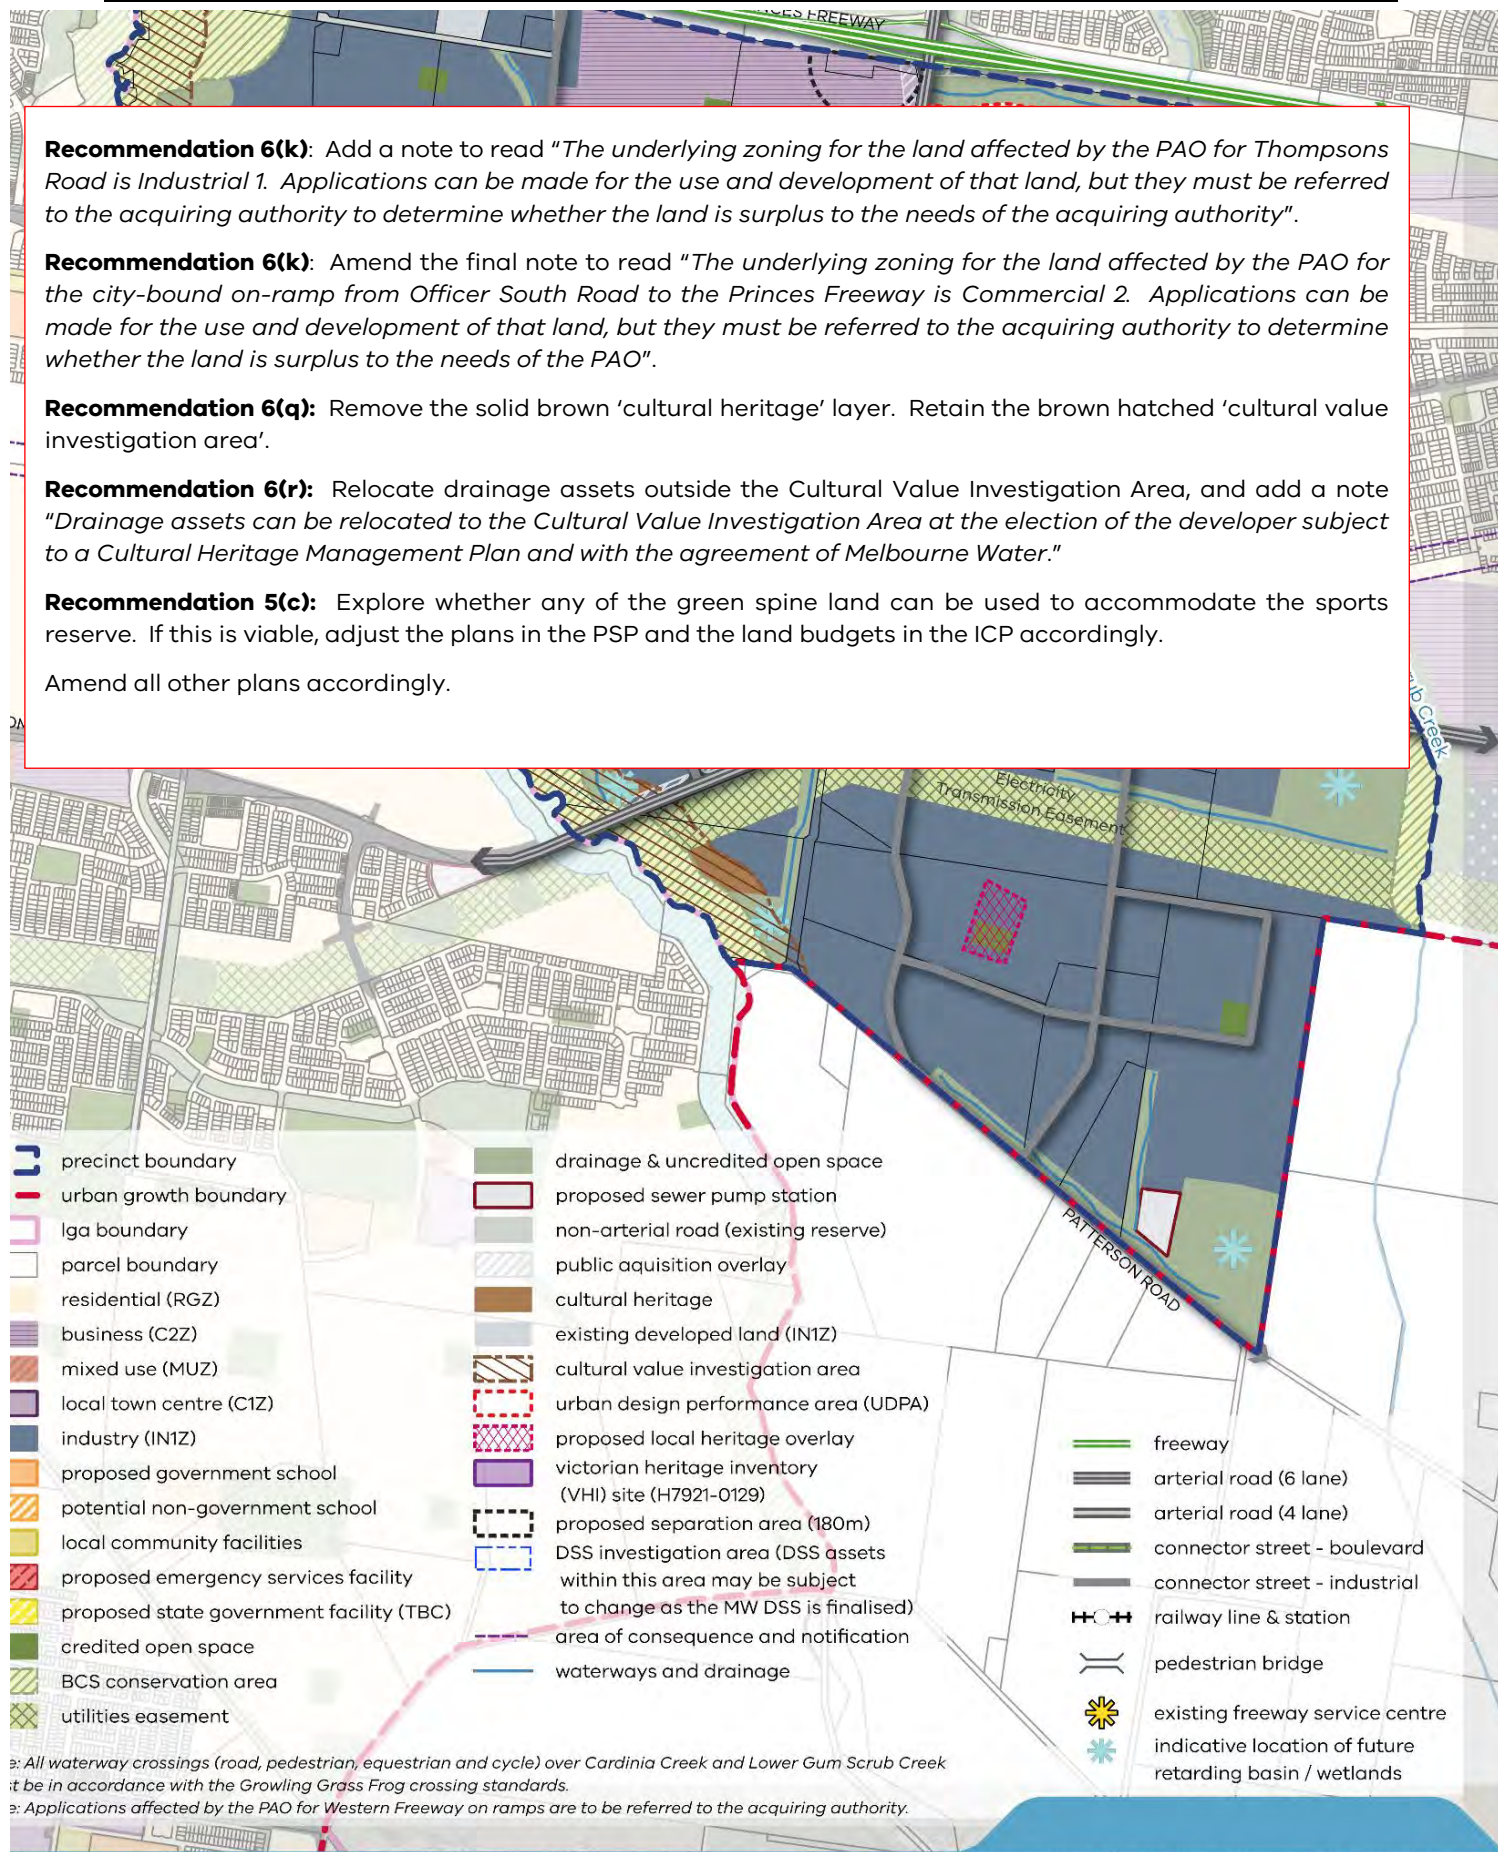 FREEWAY
Recommendation 6(k): Add a note to read "The underlying zoning for the land affected by the PAO for Thompsons
Road is Industrial 1. Applications can be made for the use and development of that land, but they must be referred
to the acquiring authority to determine whether the land is surplus to the needs of the acquiring authority".
Recommendation 6(k): Amend the final note to read "The underlying zoning for the land affected by the PAO for
the city-bound on-ramp from Officer South Road to the Princes Freeway is Commercial 2. Applications can be
made for the use and development of that land, but they must be referred to the acquiring authority to determine
whether the land is surplus to the needs of the PAO".
Recommendation 6(q): Remove the solid brown 'cultural heritage' layer. Retain the brown hatched 'cultural value
investigation area'.
Recommendation 6(r): Relocate drainage assets outside the Cultural Value Investigation Area, and add a note
"Drainage assets can be relocated to the Cultural Value Investigation Area at the election of the developer subject
to a Cultural Heritage Management Plan and with the agreement of Melbourne Water."
Recommendation 5(c): Explore whether any of the green spine land can be used to accommodate the sports
reserve. If this is viable, adjust the plans in the PSP and the land budgets in the ICP accordingly.
Amend all other plans accordingly.
Creek
Electricity
Transmission Easement
PATTERSON ROAD
precinct boundary
urban growth boundary
lga boundary
parcel boundary
residential (RGZ)
business (C2Z)
mixed use (MUZ)
local town centre (C1Z)
industry (IN1Z)
proposed government school
potential non-government school
local community facilities
proposed emergency services facility
proposed state government facility (TBC)
credited open space
BCS conservation area
utilities easement
drainage & uncredited open space
proposed sewer pump station
non-arterial road (existing reserve)
public aquisition overlay
cultural heritage
existing developed land (IN1Z)
cultural value investigation area
urban design performance area (UDPA)
proposed local heritage overlay
victorian heritage inventory
(VHI) site (H7921-0129)
proposed separation area (180m)
DSS investigation area (DSS assets
within this area may be subject
to change as the MW DSS is finalised)
area of consequence and notification
waterways and drainage
freeway
arterial road (6 lane)
arterial road (4 lane)
connector street - boulevard
connector street - industrial
railway line & station
pedestrian bridge
existing freeway service centre
indicative location of future
retarding basin / wetlands
e: All waterway crossings (road, pedestrian, equestrian and cycle) over Cardinia Creek and Lower Gum Scrub Creek
st be in accordance with the Growling Grass Frog crossing standards.
e: Applications affected by the PAO for Western Freeway on ramps are to be referred to the acquiring authority.